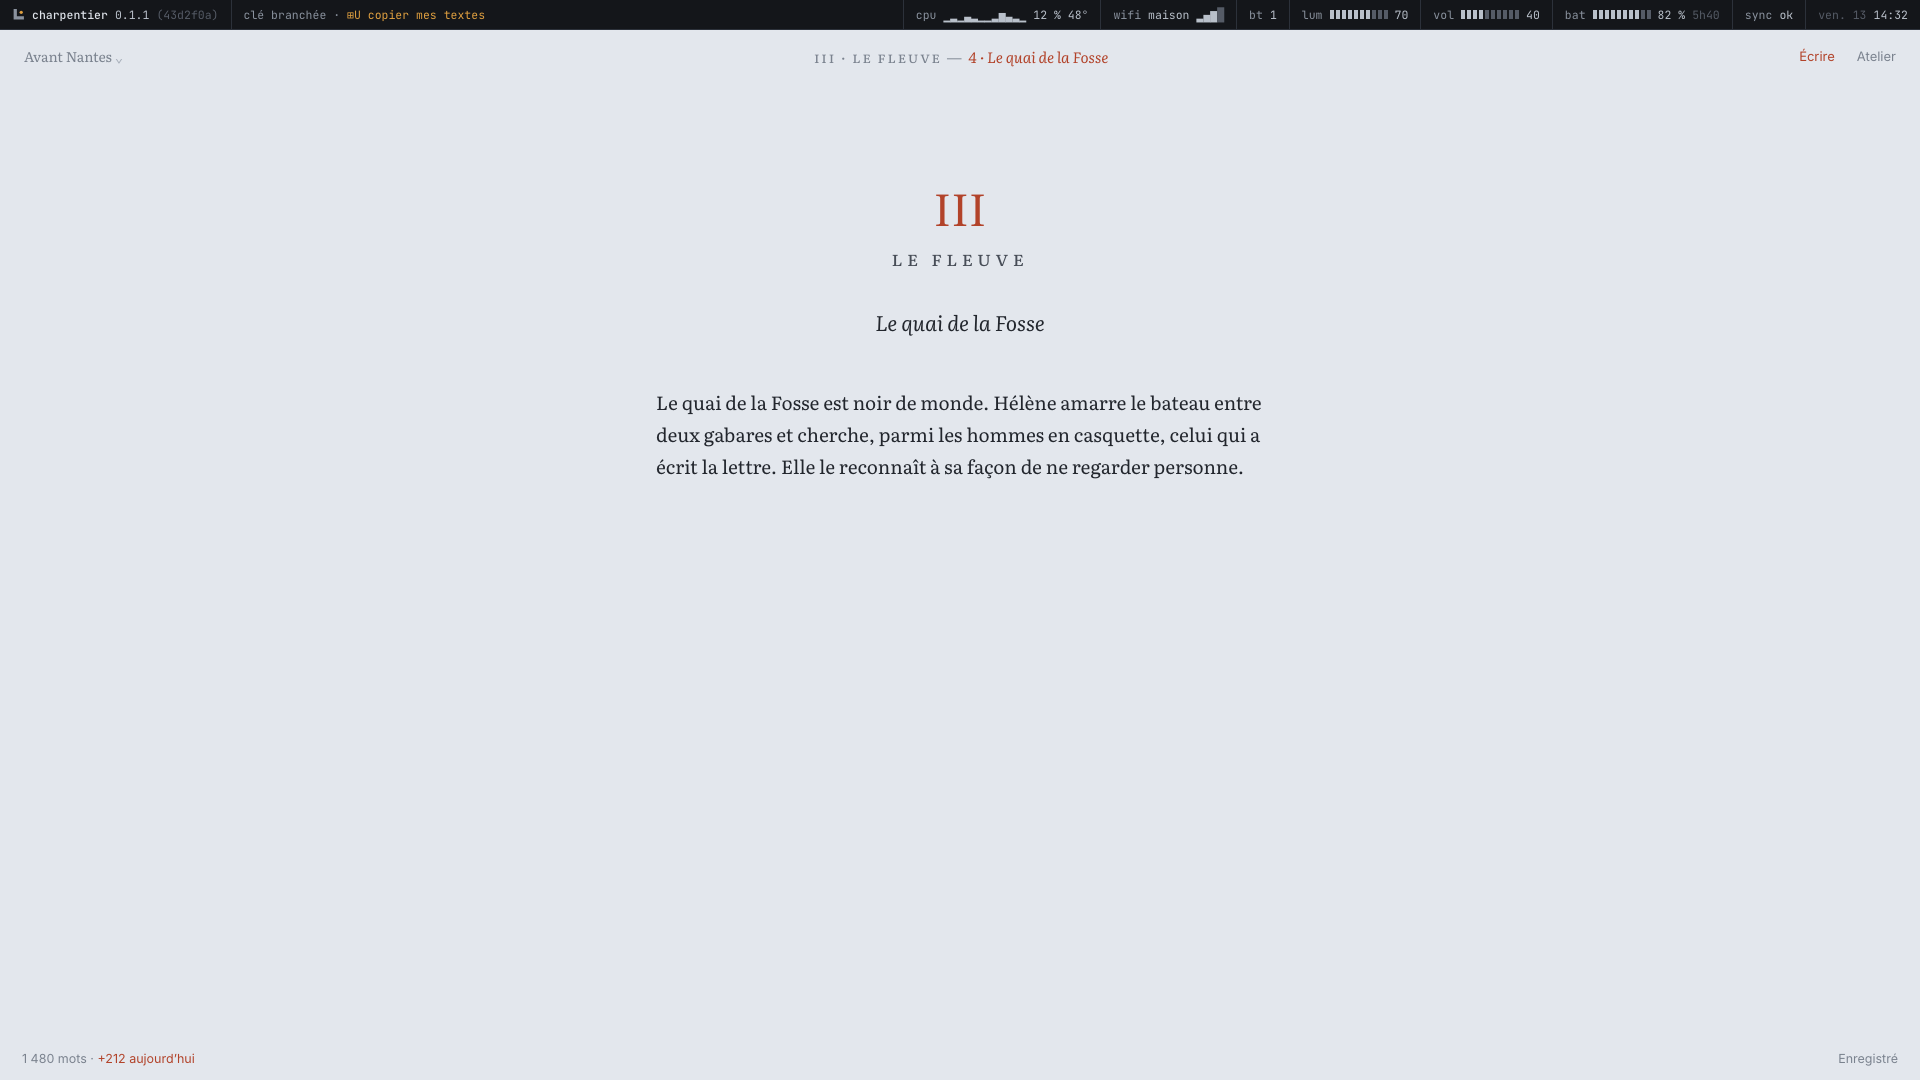 charpentier 0.1.1 (43d2f0a) clé branchée · ⊞U copier mes textes cpu 12 % 48° wifi maison bt 1 lum 70 vol 40 bat 82 % 5h40 sync ok ven. 13 14:32
Avant Nantes III · LE FLEUVE — 4 · Le quai de la Fosse Écrire Atelier
III
LE FLEUVE
Le quai de la Fosse
Le quai de la Fosse est noir de monde. Hélène amarre le bateau entre
deux gabares et cherche, parmi les hommes en casquette, celui qui a
écrit la lettre. Elle le reconnaît à sa façon de ne regarder personne.
1 480 mots · +212 aujourd’hui Enregistré